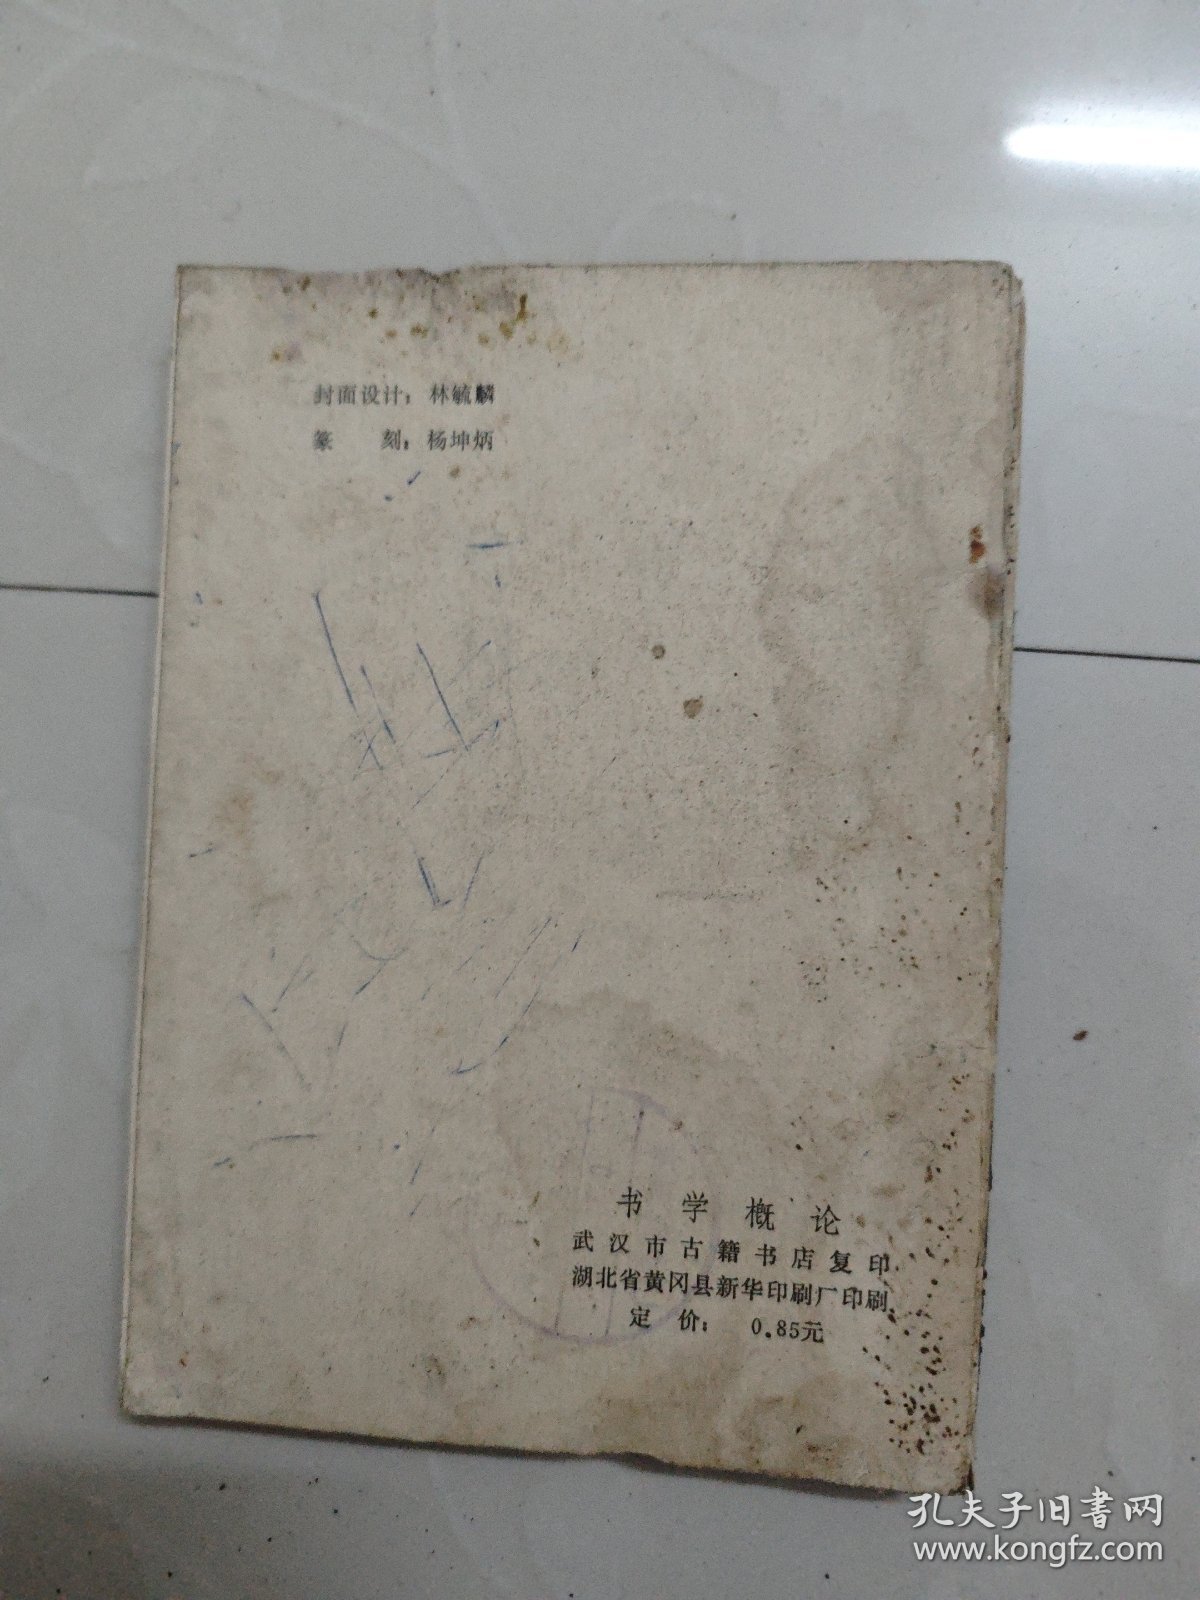 封面设计：林毓麟
篆　　刻：杨坤炳
书学概论
武汉市古籍书店复印
湖北省黄冈县新华印刷厂印刷
定价：0.85元
孔夫子旧书网
www.kongfz.com